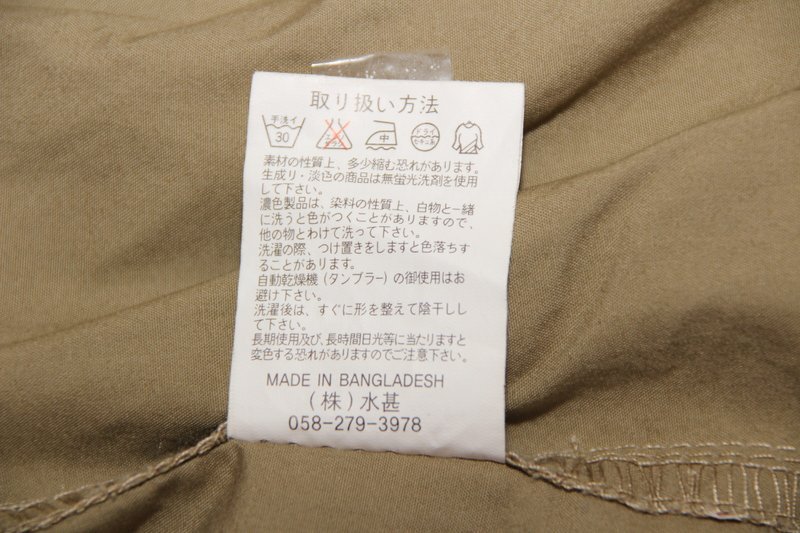 取り扱い方法
手洗イ 30 エンソサラシ 中 ドライ セキユ系
素材の性質上、多少縮む恐れがあります。
生成り・淡色の商品は無蛍光洗剤を使用
して下さい。
濃色製品は、染料の性質上、白物と一緒
に洗うと色がつくことがありますので、
他の物とわけて洗って下さい。
洗濯の際、つけ置きをしますと色落ちす
ることがあります。
自動乾燥機(タンブラー)の御使用はお
避け下さい。
洗濯後は、すぐに形を整えて陰干しし
て下さい。
長期使用及び、長時間日光等に当たりますと
変色する恐れがありますのでご注意下さい。
MADE IN BANGLADESH
(株)水甚
058-279-3978